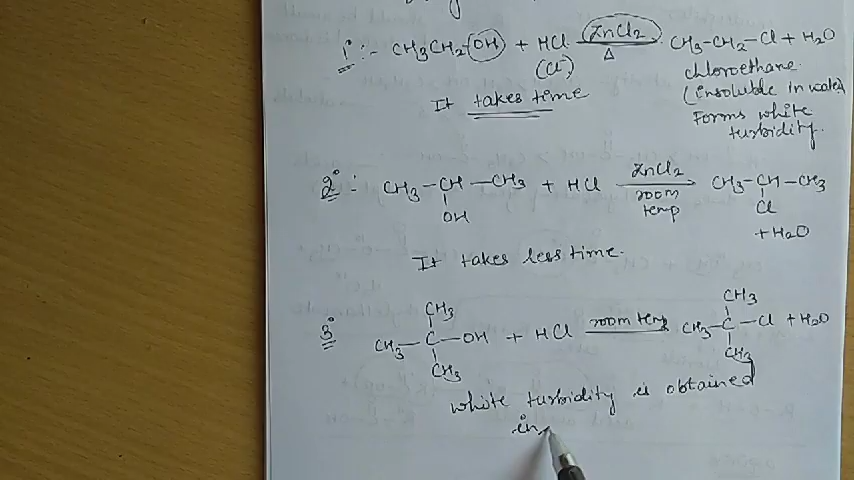 1° :- CH3CH2OH + HCl ZnCl2 Δ CH3-CH2-Cl + H2O
(Cl)
chloroethane.
(insoluble in water)
It takes time
Forms white
turbidity.
2° :- CH3-CH-CH3 + HCl ZnCl2 room temp CH3-CH-CH3
OH
Cl
+ H2O
It takes less time.
CH3
CH3
3° CH3-C-OH + HCl room temp CH3-C-Cl + H2O
CH3
CH3
white turbidity is obtained
in